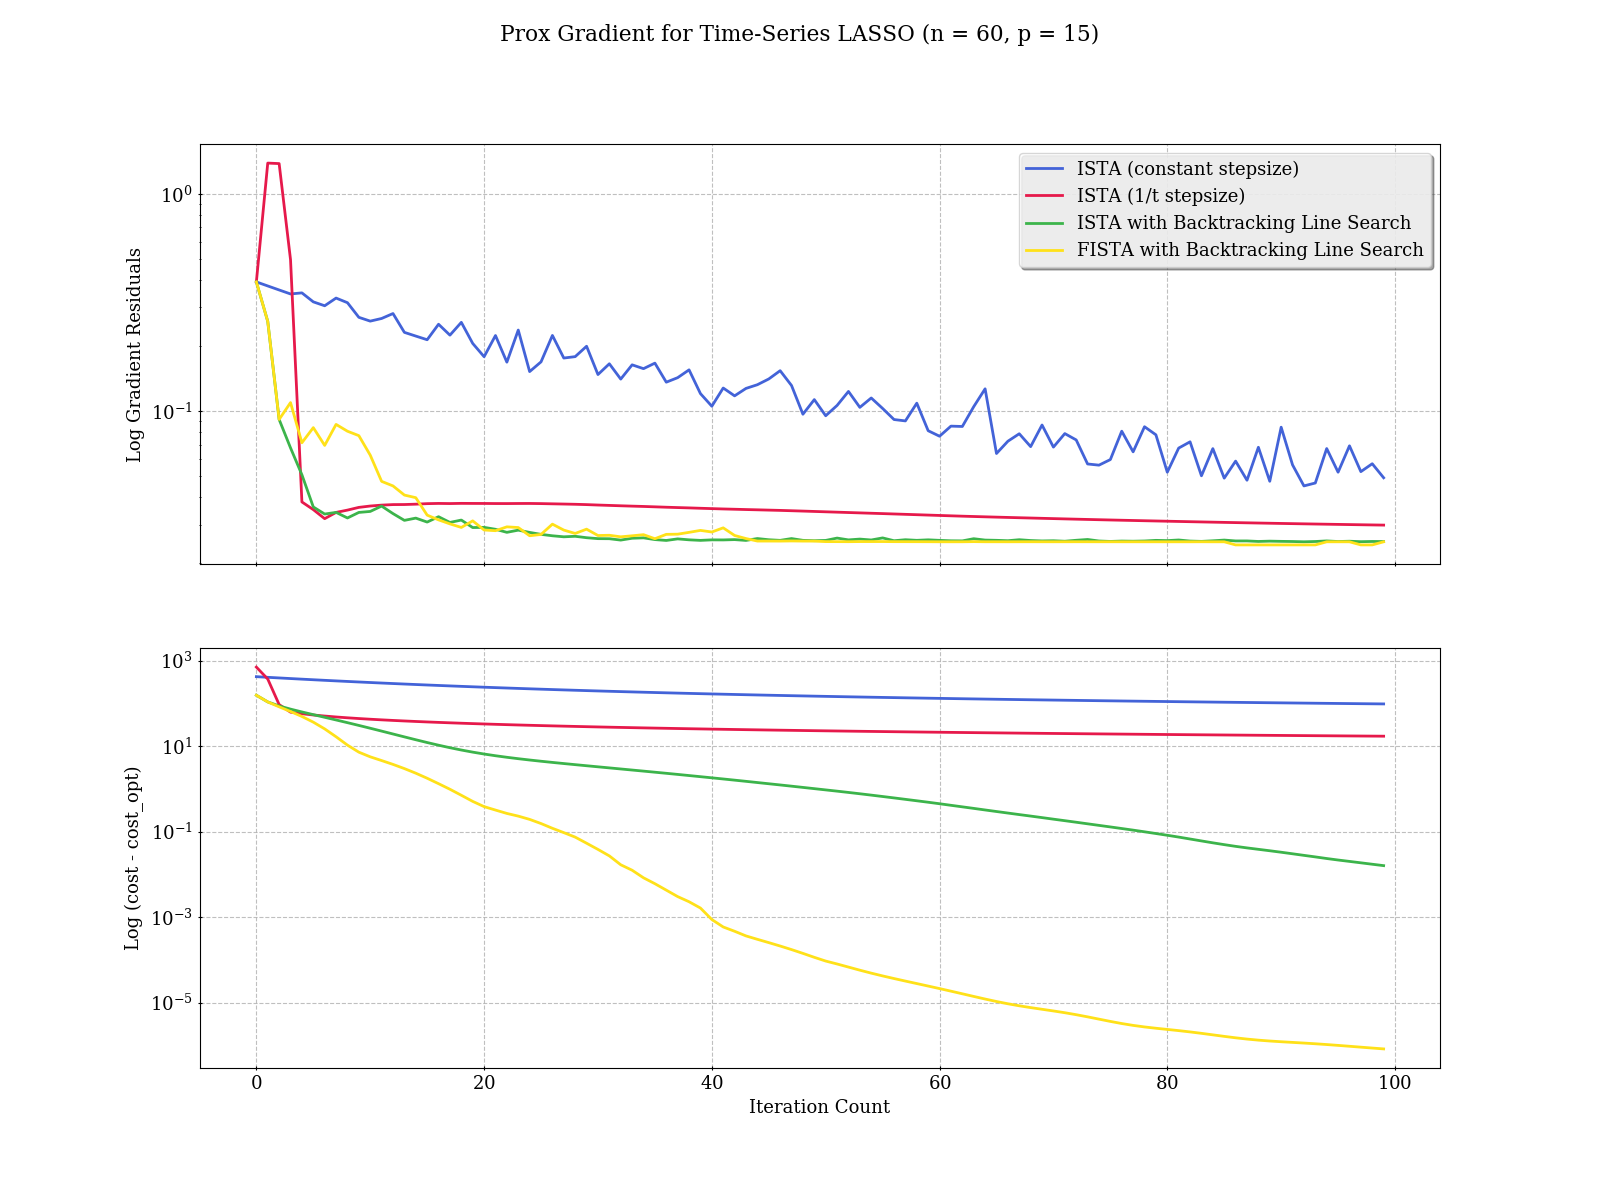 Prox Gradient for Time-Series LASSO (n = 60, p = 15)
Log Gradient Residuals
10^0
10^−1
ISTA (constant stepsize)
ISTA (1/t stepsize)
ISTA with Backtracking Line Search
FISTA with Backtracking Line Search
Log (cost - cost_opt)
10^3
10^1
10^−1
10^−3
10^−5
0 20 40 60 80 100
Iteration Count